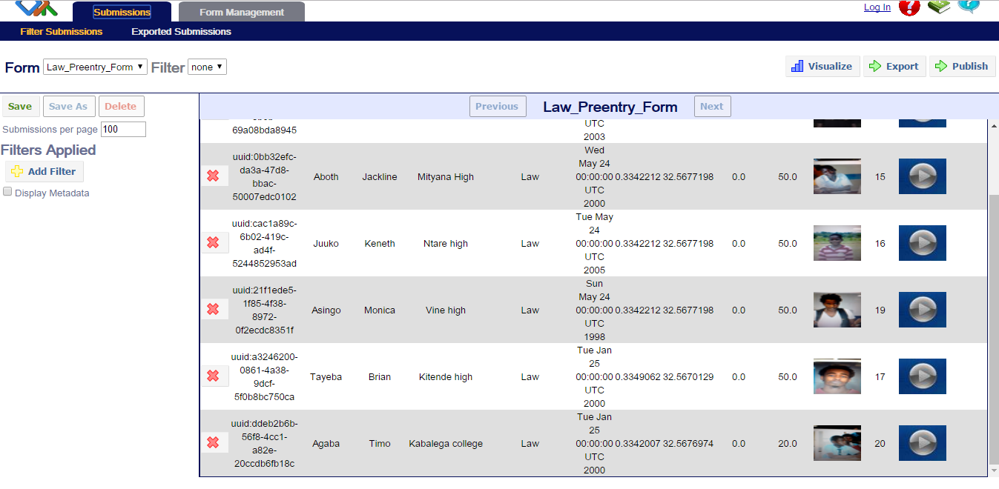 Submissions
Form Management
Log In
Filter Submissions
Exported Submissions
Form Law_Preentry_Form Filter none
Visualize
Export
Publish
Save
Save As
Delete
Submissions per page 100
Filters Applied
Add Filter
Display Metadata
Previous
Law_Preentry_Form
Next
69a08bda8945
UTC
2003
uuid:0bb32efc-
da3a-47d8-
bbac-
50007edc0102
Aboth
Jackline
Mityana High
Law
Wed
May 24
00:00:00 0.3342212 32.5677198
UTC
2000
0.0
50.0
15
uuid:cac1a89c-
6b02-419c-
ad4f-
5244852953ad
Juuko
Keneth
Ntare high
Law
Tue May
24
00:00:00 0.3342212 32.5677198
UTC
2005
0.0
50.0
16
uuid:21f1ede5-
1f85-4f38-
8972-
0f2ecdc8351f
Asingo
Monica
Vine high
Law
Sun
May 24
00:00:00 0.3342212 32.5677198
UTC
1998
0.0
50.0
19
uuid:a3246200-
0861-4a38-
9dcf-
5f0b8bc750ca
Tayeba
Brian
Kitende high
Law
Tue Jan
25
00:00:00 0.3349062 32.5670129
UTC
2000
0.0
50.0
17
uuid:ddeb2b6b-
56f8-4cc1-
a82e-
20ccdb6fb18c
Agaba
Timo
Kabalega college
Law
Tue Jan
25
00:00:00 0.3342007 32.5676974
UTC
2000
0.0
20.0
20